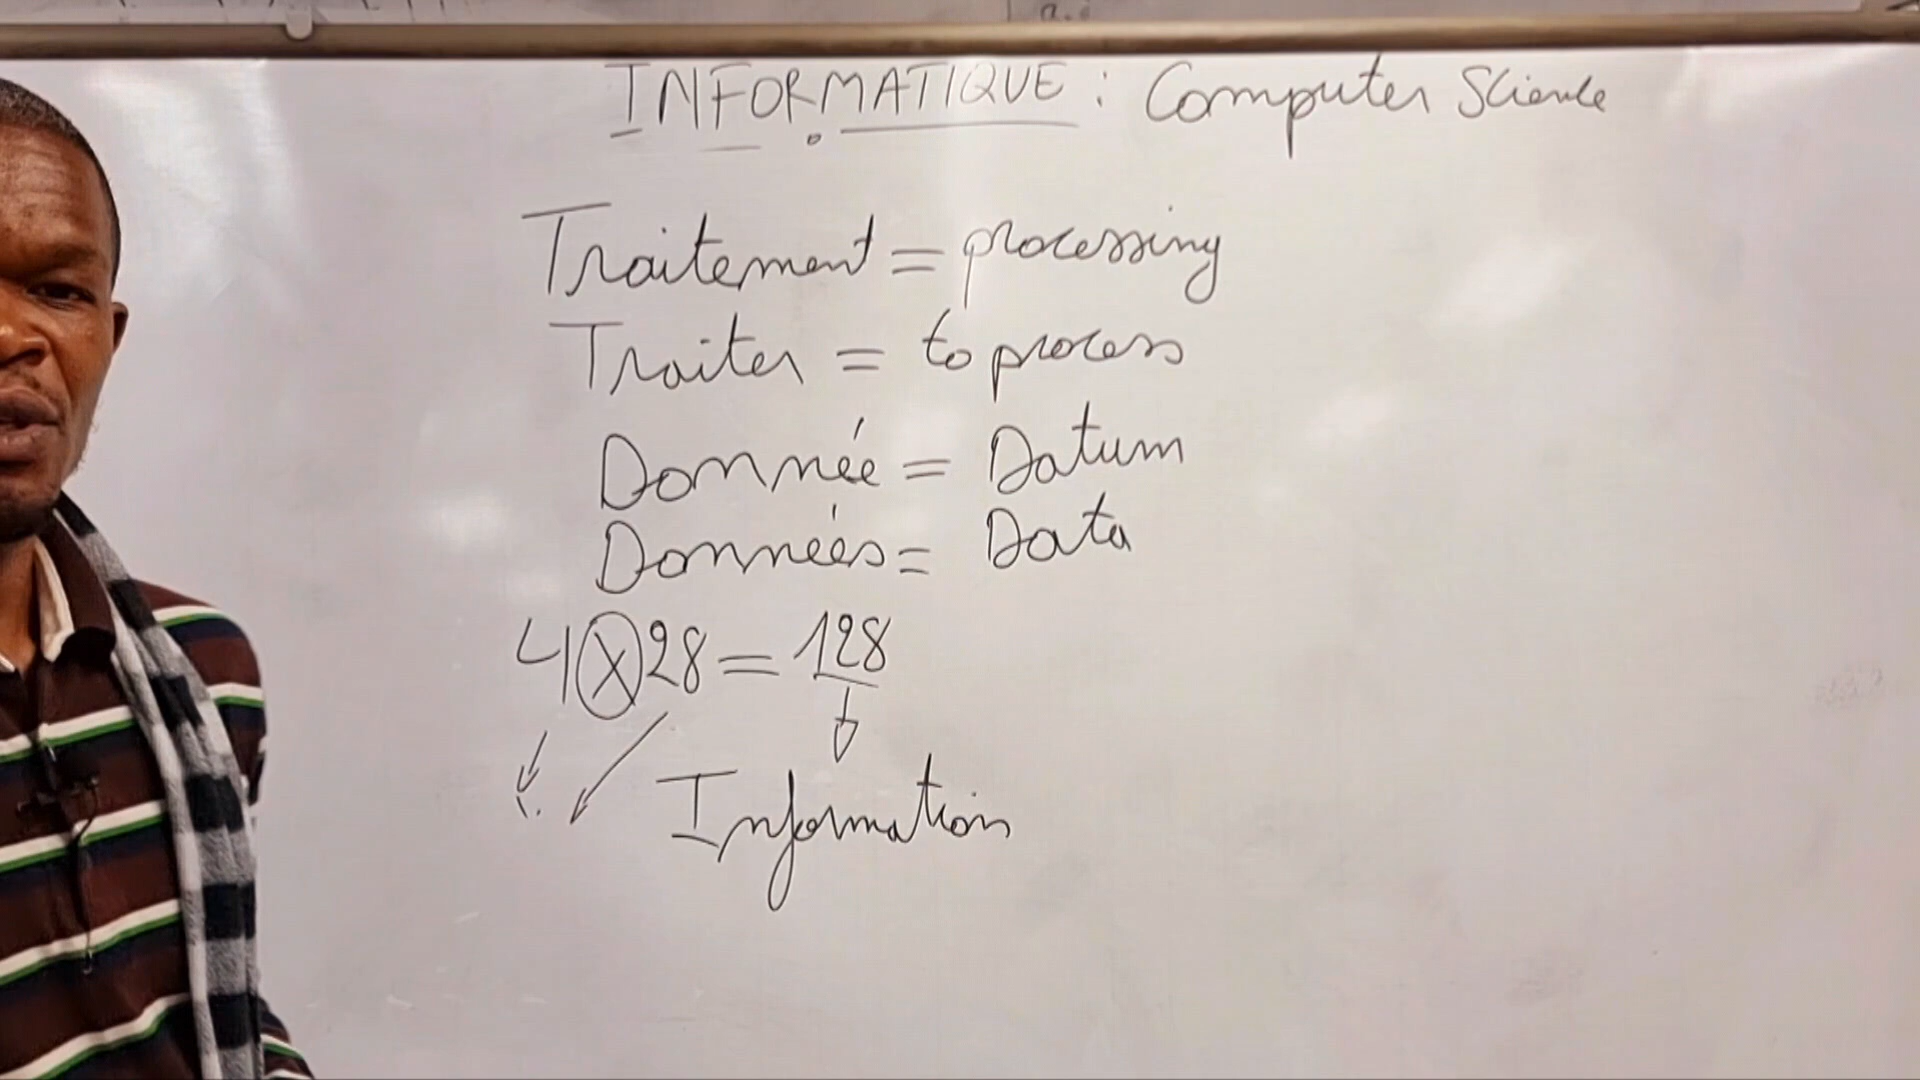 INFORMATIQUE : Computer Science
Traitement = processing
Traiter = to process
Donnée = Datum
Données = Data
4 x 28 = 128
Information